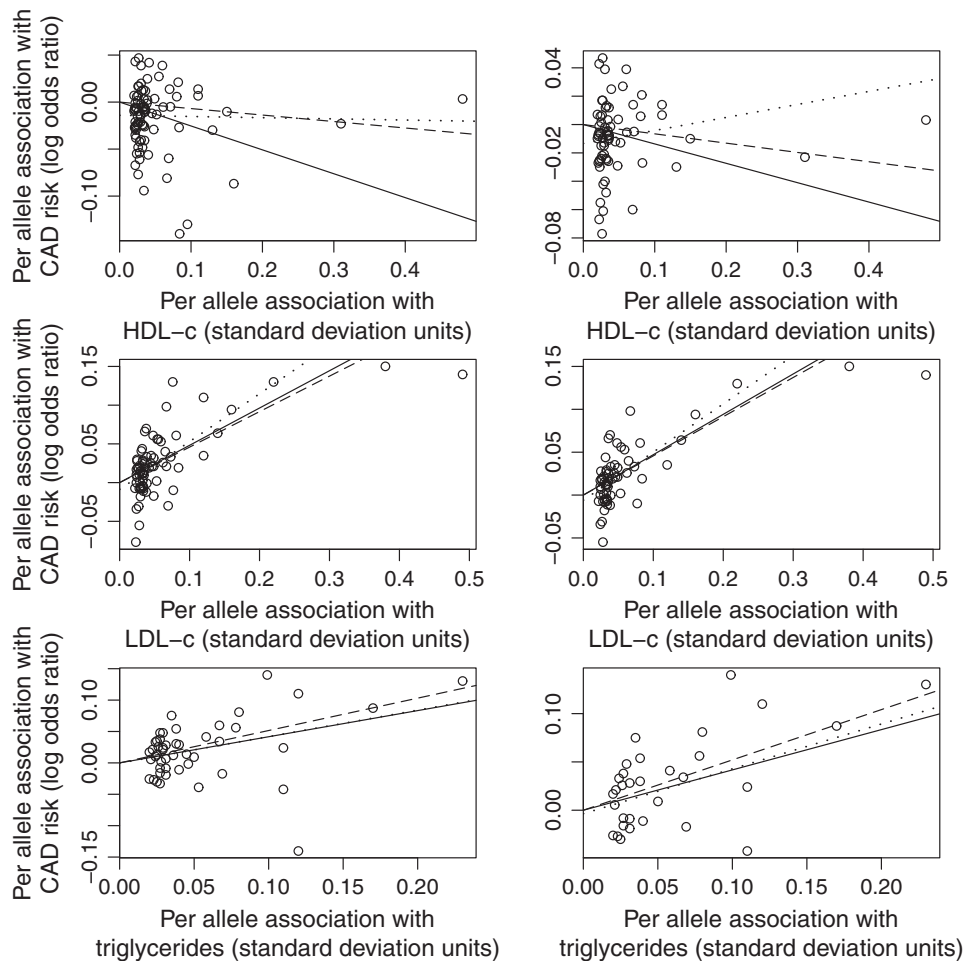 Per allele association with
CAD risk (log odds ratio)
0.00
−0.10
0.0 0.1 0.2 0.3 0.4
Per allele association with
HDL−c (standard deviation units)
0.04
−0.02
−0.08
0.0 0.1 0.2 0.3 0.4
Per allele association with
HDL−c (standard deviation units)
Per allele association with
CAD risk (log odds ratio)
0.15
0.05
−0.05
0.0 0.1 0.2 0.3 0.4 0.5
Per allele association with
LDL−c (standard deviation units)
0.15
0.05
−0.05
0.0 0.1 0.2 0.3 0.4 0.5
Per allele association with
LDL−c (standard deviation units)
Per allele association with
CAD risk (log odds ratio)
0.10
0.00
−0.15
0.00 0.05 0.10 0.15 0.20
Per allele association with
triglycerides (standard deviation units)
0.10
0.00
0.00 0.05 0.10 0.15 0.20
Per allele association with
triglycerides (standard deviation units)